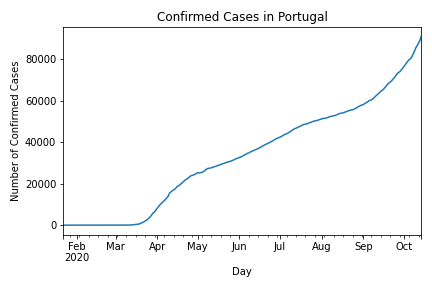 Confirmed Cases in Portugal
Number of Confirmed Cases
80000
60000
40000
20000
0
Feb Mar Apr May Jun Jul Aug Sep Oct
2020
Day